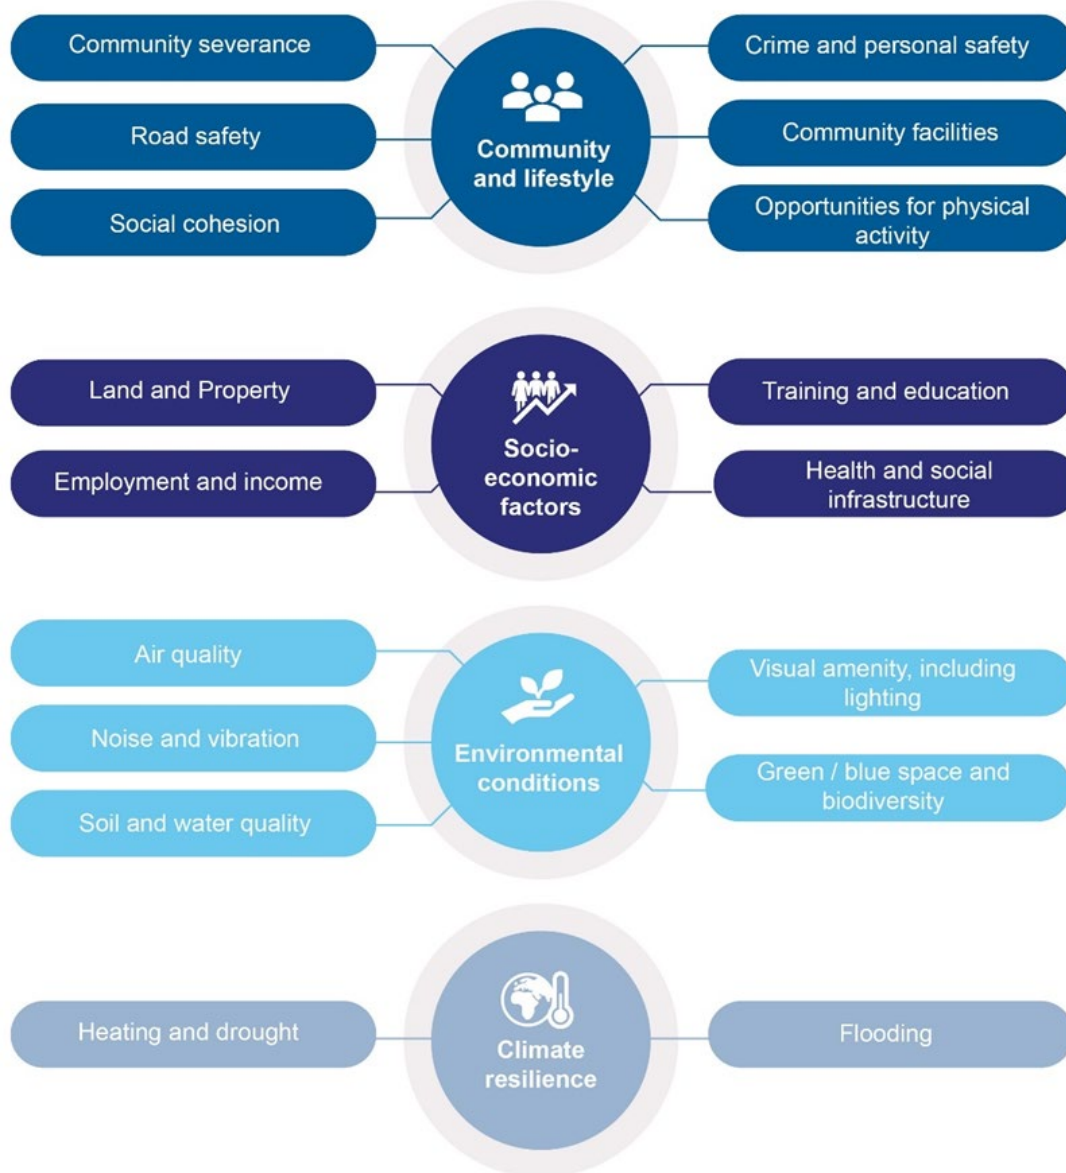 Community severance
Road safety
Social cohesion
Community
and lifestyle
Crime and personal safety
Community facilities
Opportunities for physical
activity
Land and Property
Employment and income
Socio-
economic
factors
Training and education
Health and social
infrastructure
Air quality
Noise and vibration
Soil and water quality
Environmental
conditions
Visual amenity, including
lighting
Green / blue space and
biodiversity
Heating and drought
Climate
resilience
Flooding